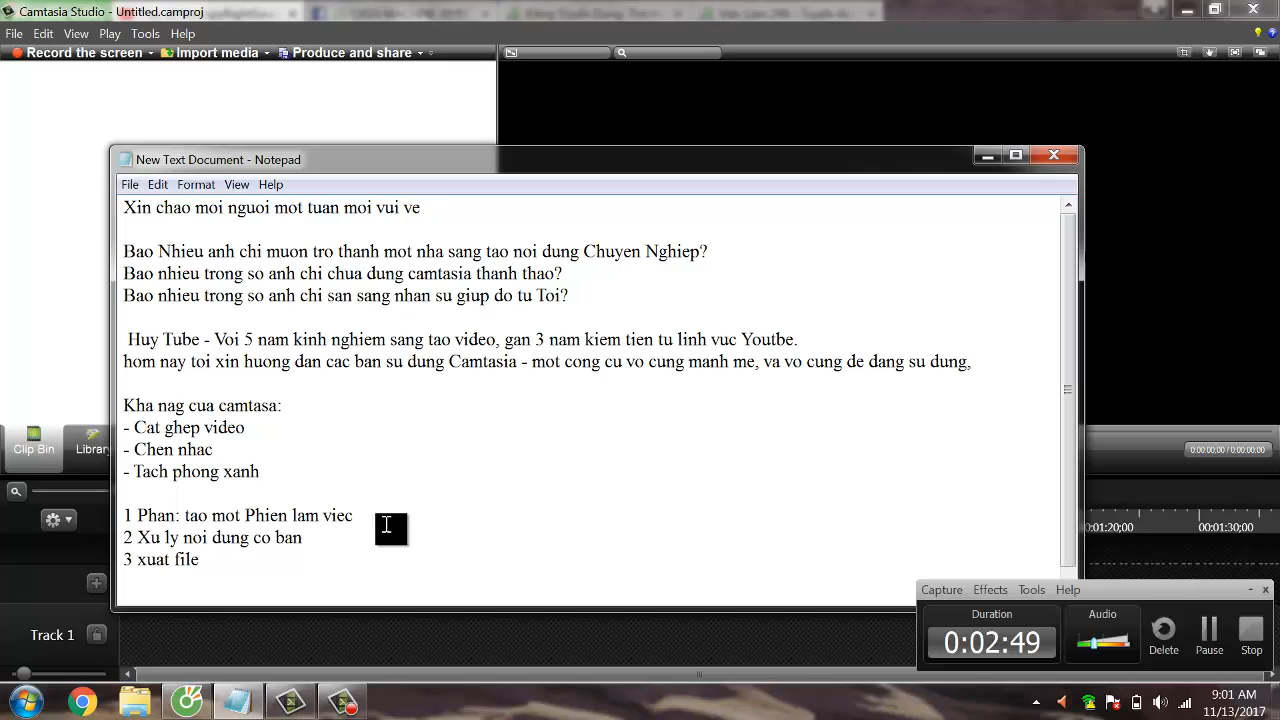 Camtasia Studio - Untitled.camproj
File Edit View Play Tools Help
Record the screen Import media Produce and share
New Text Document - Notepad
File Edit Format View Help
Xin chao moi nguoi mot tuan moi vui ve
Bao Nhieu anh chi muon tro thanh mot nha sang tao noi dung Chuyen Nghiep?
Bao nhieu trong so anh chi chua dung camtasia thanh thao?
Bao nhieu trong so anh chi san sang nhan su giup do tu Toi?
Huy Tube - Voi 5 nam kinh nghiem sang tao video, gan 3 nam kiem tien tu linh vuc Youtbe.
hom nay toi xin huong dan cac ban su dung Camtasia - mot cong cu vo cung manh me, va vo cung de dang su dung,
Kha nag cua camtasa:
- Cat ghep video
- Chen nhac
- Tach phong xanh
1 Phan: tao mot Phien lam viec
2 Xu ly noi dung co ban
3 xuat file
Clip Bin
Library
0:00:00:00 / 0:00:00:00
0:01:20:00 0:01:30:00
Track 1
Capture Effects Tools Help
Duration
0:02:49
Audio
Delete Pause Stop
9:01 AM
11/13/2017